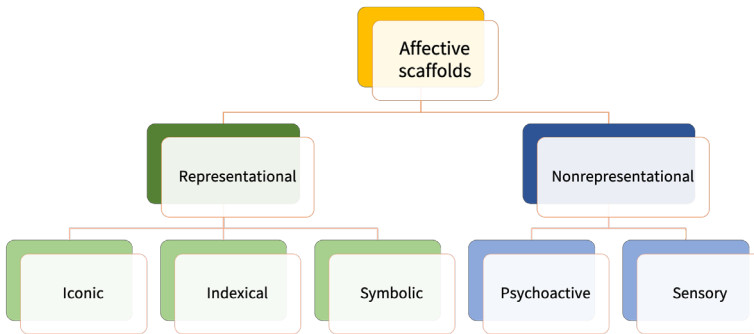 Affective
scaffolds
Representational
Nonrepresentational
Iconic
Indexical
Symbolic
Psychoactive
Sensory